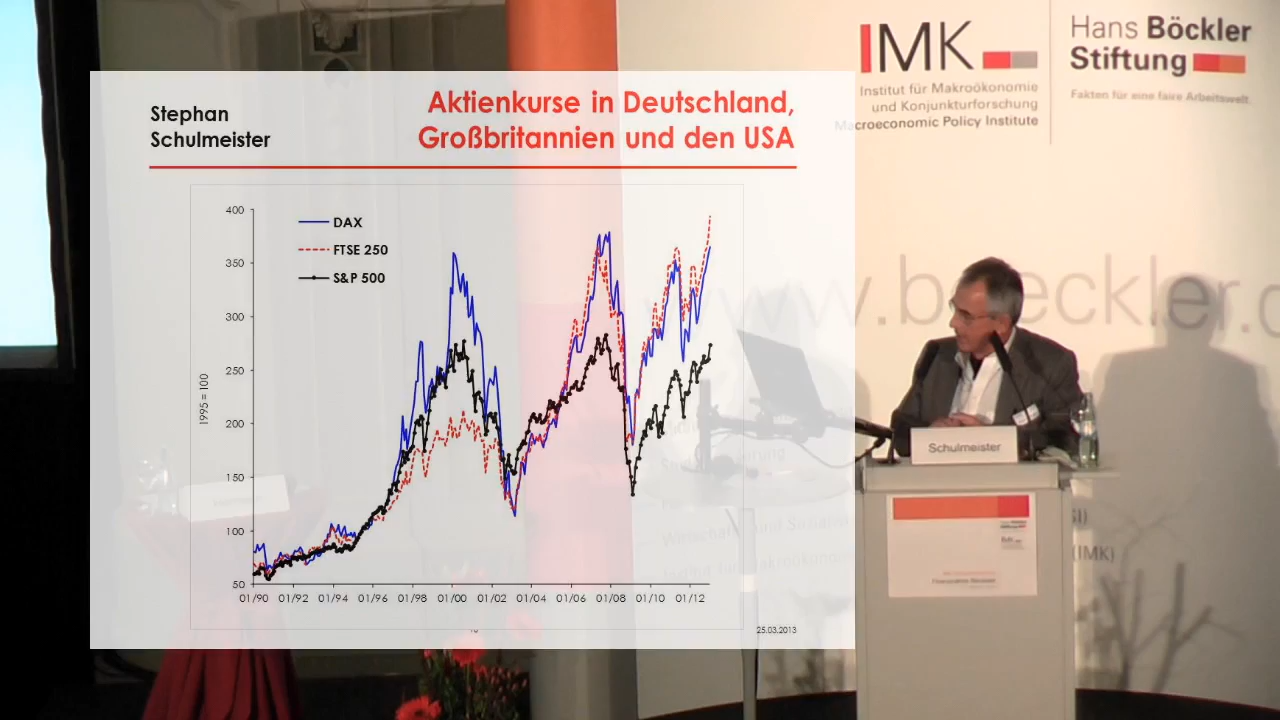 Stephan
Schulmeister
Aktienkurse in Deutschland,
Großbritannien und den USA
DAX
FTSE 250
S&P 500
1995 = 100
400
350
300
250
200
150
100
50
01/90 01/92 01/94 01/96 01/98 01/00 01/02 01/04 01/06 01/08 01/10 01/12
25.03.2013
IMK
Institut für Makroökonomie
und Konjunkturforschung
Macroeconomic Policy Institute
Hans Böckler
Stiftung
Fakten für eine faire Arbeitswelt.
www.boeckler.d
Schulmeister
(IMK)